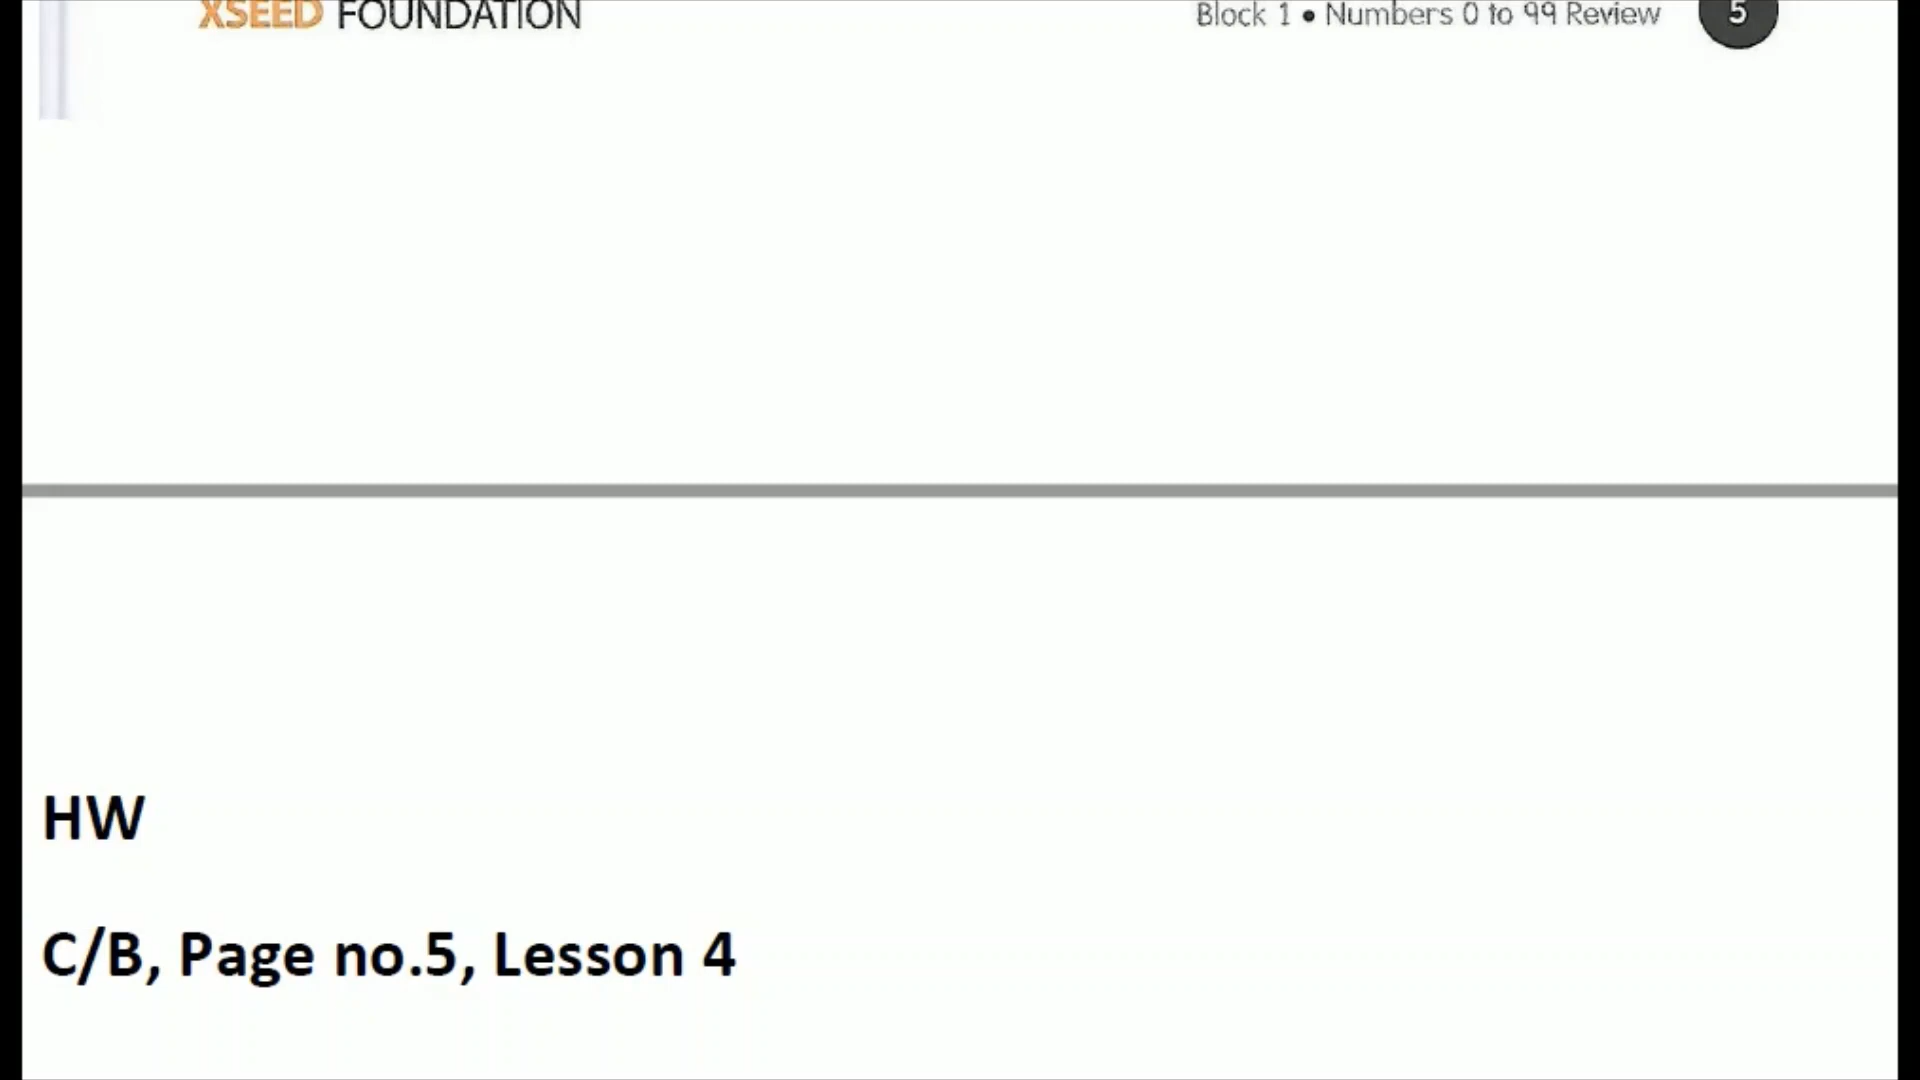 XSEED FOUNDATION
Block 1 • Numbers 0 to 99 Review 5
HW
C/B, Page no.5, Lesson 4